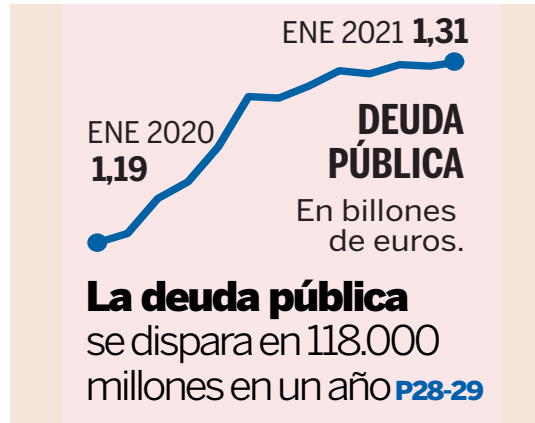 ENE 2021 1,31
ENE 2020
1,19
DEUDA
PÚBLICA
En billones
de euros.
La deuda pública
se dispara en 118.000
millones en un año P28-29